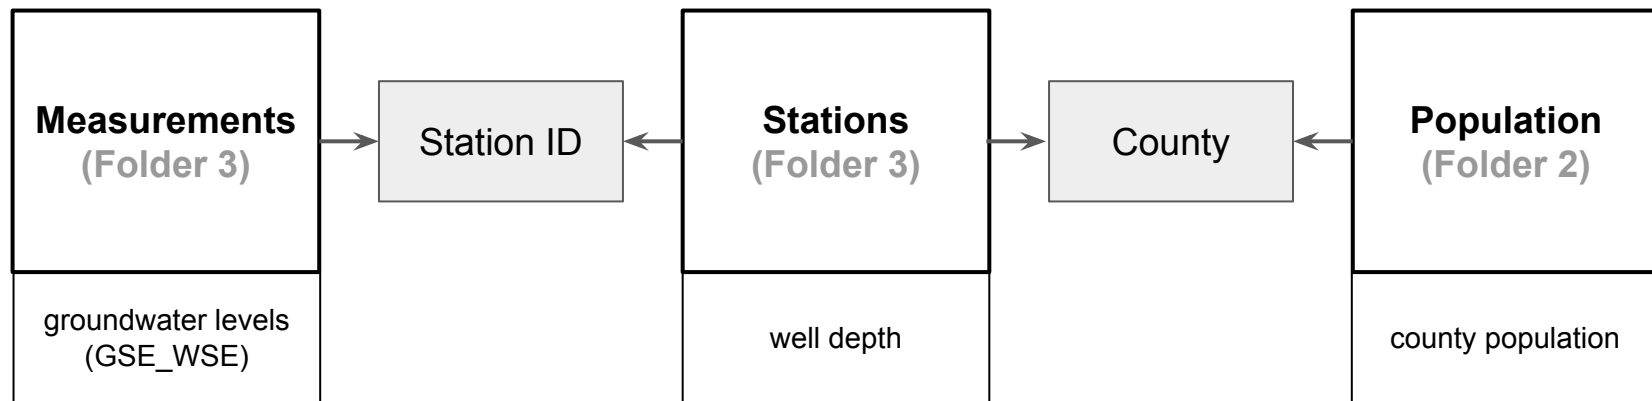 Measurements
(Folder 3)
Station ID
Stations
(Folder 3)
County
Population
(Folder 2)
groundwater levels
(GSE_WSE)
well depth
county population